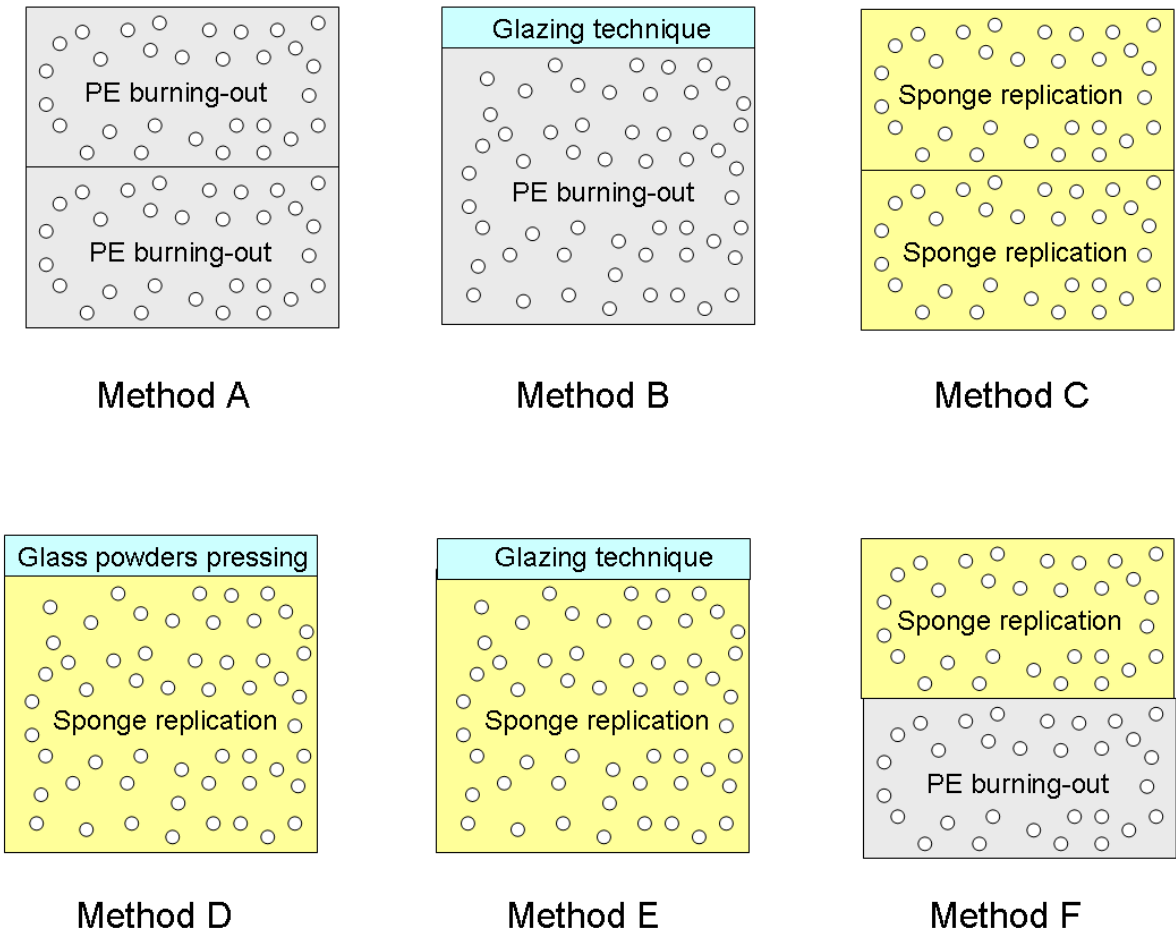 PE burning-out
PE burning-out
Method A
Glazing technique
PE burning-out
Method B
Sponge replication
Sponge replication
Method C
Glass powders pressing
Sponge replication
Method D
Glazing technique
Sponge replication
Method E
Sponge replication
PE burning-out
Method F